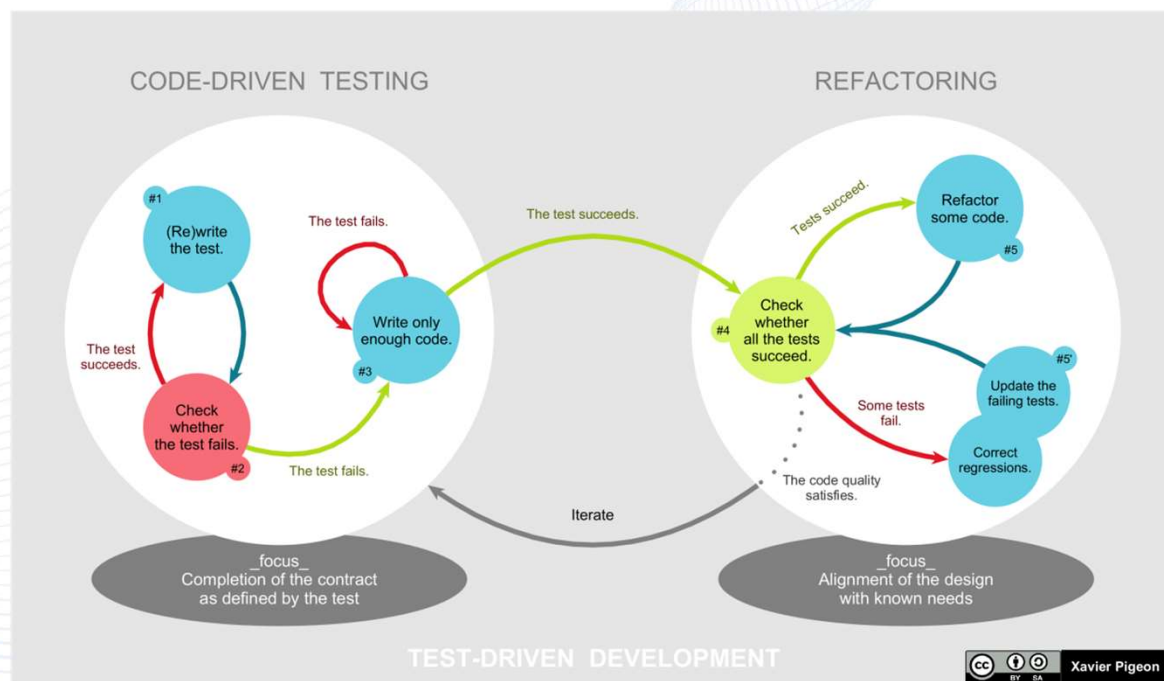 CODE-DRIVEN TESTING
REFACTORING
#1
(Re)write
the test.
The test
succeeds.
Check
whether
the test fails.
#2
The test fails.
The test fails.
Write only
enough code.
#3
The test succeeds.
Tests succeed.
Refactor
some code.
#5
Check
whether
all the tests
succeed.
#4
#5'
Update the
failing tests.
Some tests
fail.
Correct
regressions.
The code quality
satisfies.
Iterate
_focus_
Completion of the contract
as defined by the test
_focus_
Alignment of the design
with known needs
TEST-DRIVEN DEVELOPMENT
cc
BY SA
Xavier Pigeon